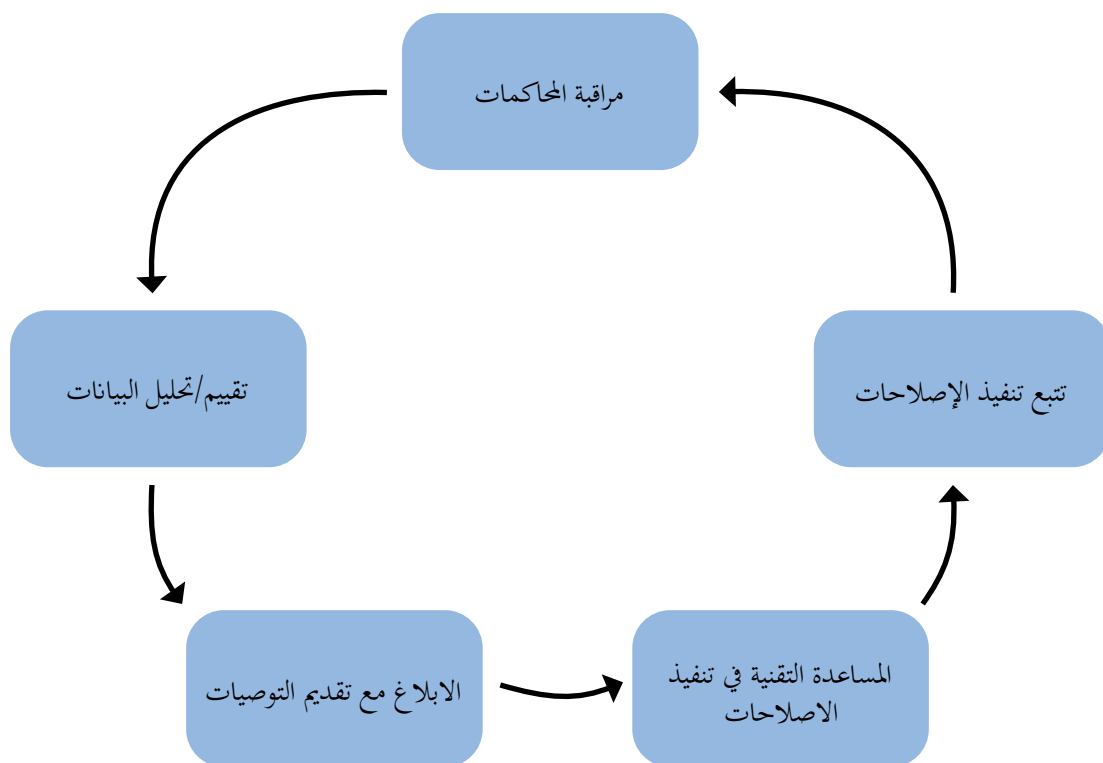 مراقبة المحاكمات
تقييم/تحليل البيانات
الابلاغ مع تقديم التوصيات
المساعدة التقنية في تنفيذ
الاصلاحات
تتبع تنفيذ الإصلاحات